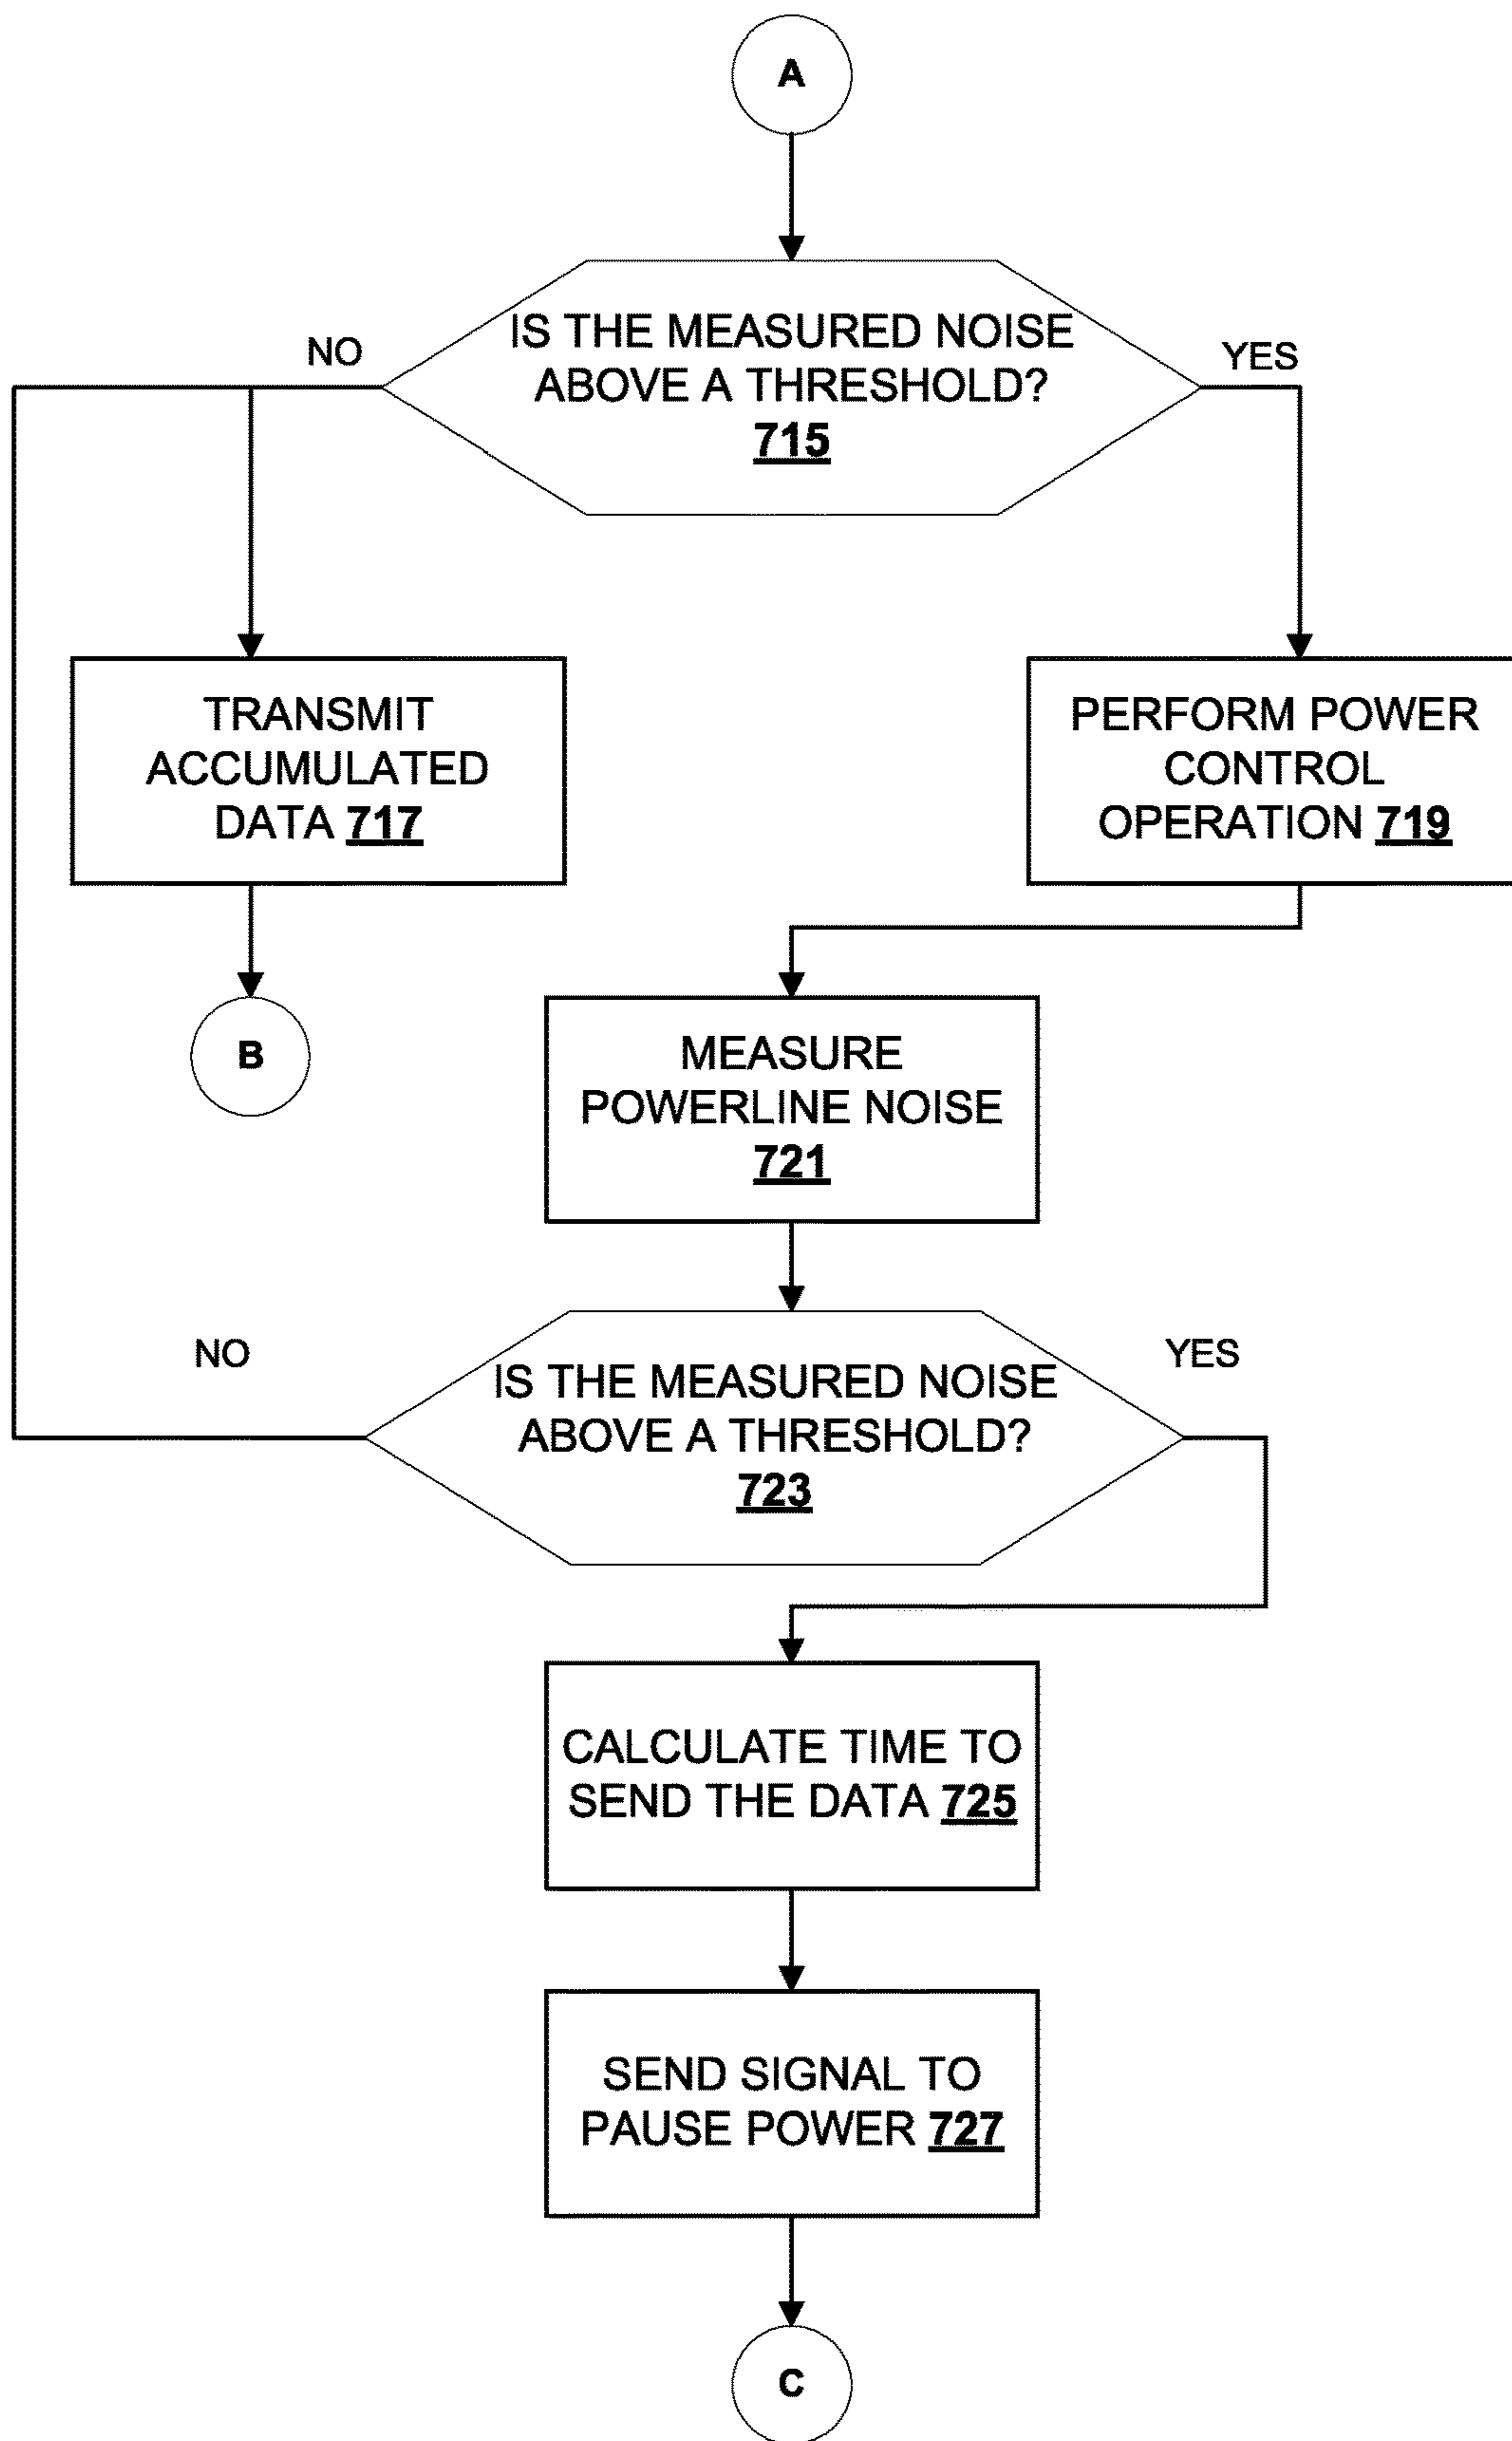 A
IS THE MEASURED NOISE
ABOVE A THRESHOLD?
715
NO
YES
TRANSMIT
ACCUMULATED
DATA 717
PERFORM POWER
CONTROL
OPERATION 719
B
MEASURE
POWERLINE NOISE
721
NO
YES
IS THE MEASURED NOISE
ABOVE A THRESHOLD?
723
CALCULATE TIME TO
SEND THE DATA 725
SEND SIGNAL TO
PAUSE POWER 727
C